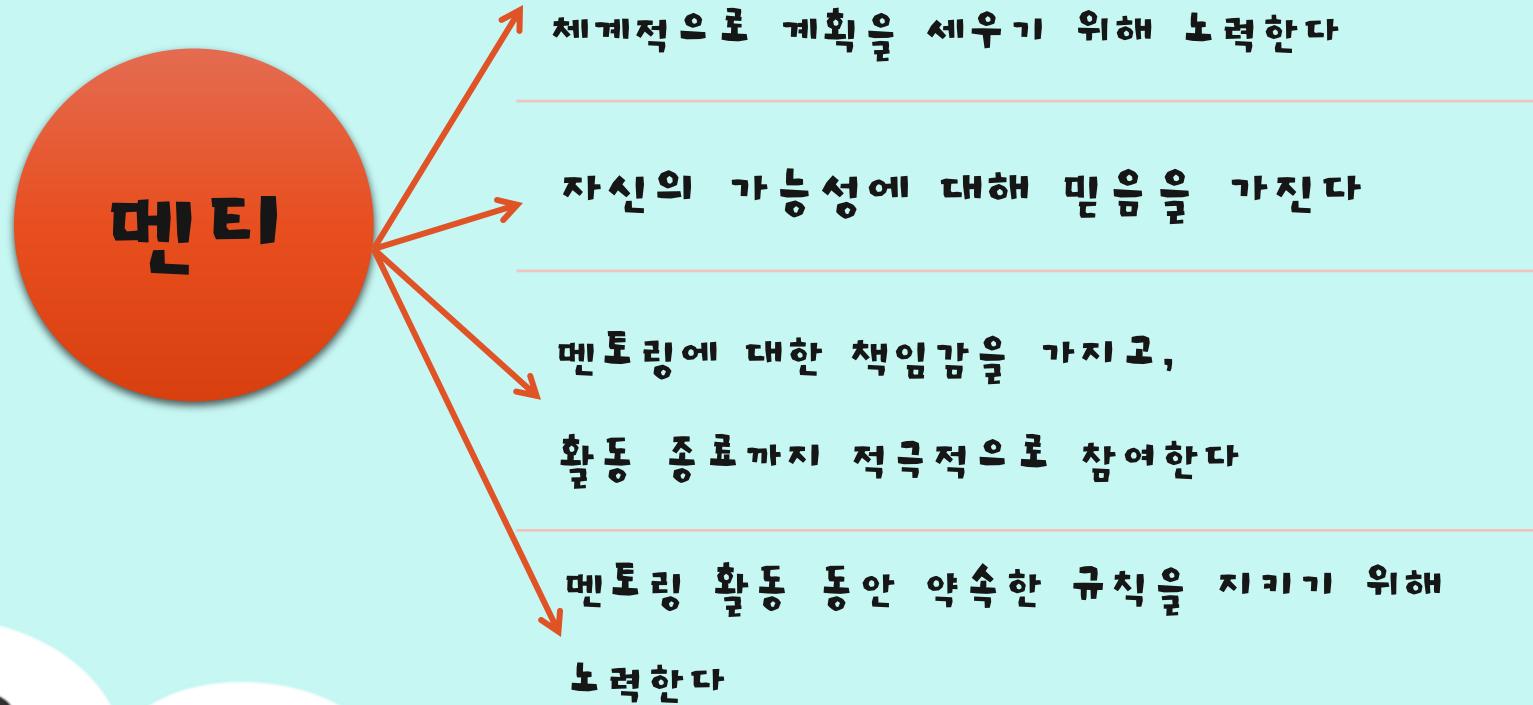 멘티
체계적으로 계획을 세우기 위해 노력한다
자신의 가능성에 대해 믿음을 가진다
멘토링에 대한 책임감을 가지고,
활동 종료까지 적극적으로 참여한다
멘토링 활동 동안 약속한 규칙을 지키기 위해
노력한다